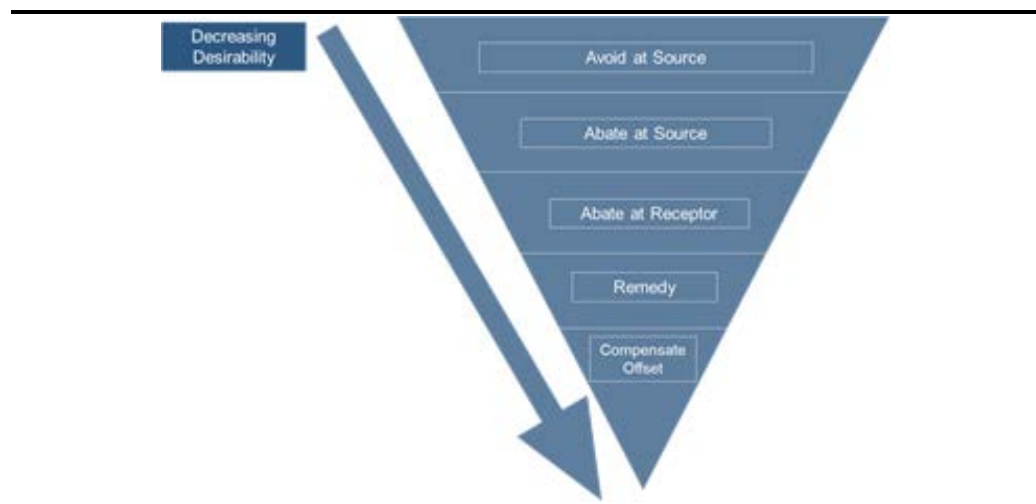 Decreasing
Desirability
Avoid at Source
Abate at Source
Abate at Receptor
Remedy
Compensate
Offset